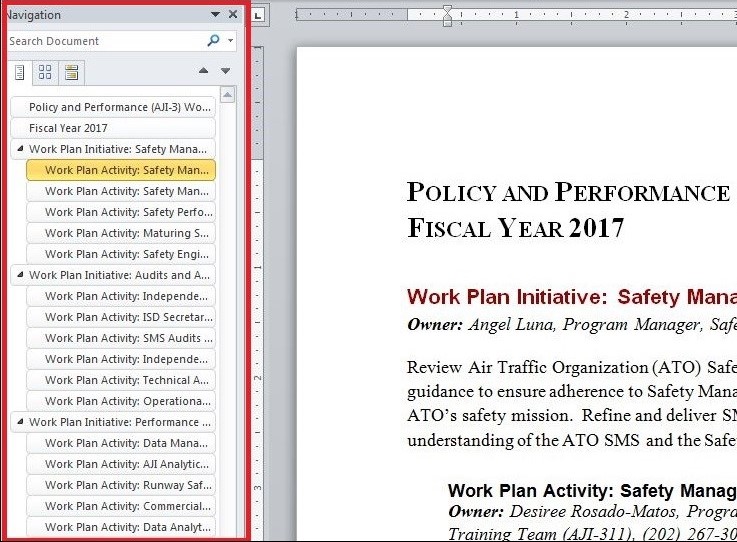 Navigation
Search Document
Policy and Performance (AJI-3) Wo...
Fiscal Year 2017
Work Plan Initiative: Safety Mana...
Work Plan Activity: Safety Man...
Work Plan Activity: Safety Man...
Work Plan Activity: Safety Perfo...
Work Plan Activity: Maturing S...
Work Plan Activity: Safety Engi...
Work Plan Initiative: Audits and A...
Work Plan Activity: Independe...
Work Plan Activity: ISD Secretar...
Work Plan Activity: SMS Audits ...
Work Plan Activity: Independe...
Work Plan Activity: Technical A...
Work Plan Activity: Operationa...
Work Plan Initiative: Performance ...
Work Plan Activity: Data Mana...
Work Plan Activity: AJI Analytic...
Work Plan Activity: Runway Saf...
Work Plan Activity: Commercial...
Work Plan Activity: Data Analyt...
L
1 1 2 3
1
2
3
POLICY AND PERFORMANCE
FISCAL YEAR 2017
Work Plan Initiative: Safety Mana
Owner: Angel Luna, Program Manager, Safe
Review Air Traffic Organization (ATO) Safe
guidance to ensure adherence to Safety Mana
ATO's safety mission. Refine and deliver SM
understanding of the ATO SMS and the Safe
Work Plan Activity: Safety Manag
Owner: Desiree Rosado-Matos, Progra
Training Team (AJI-311), (202) 267-30